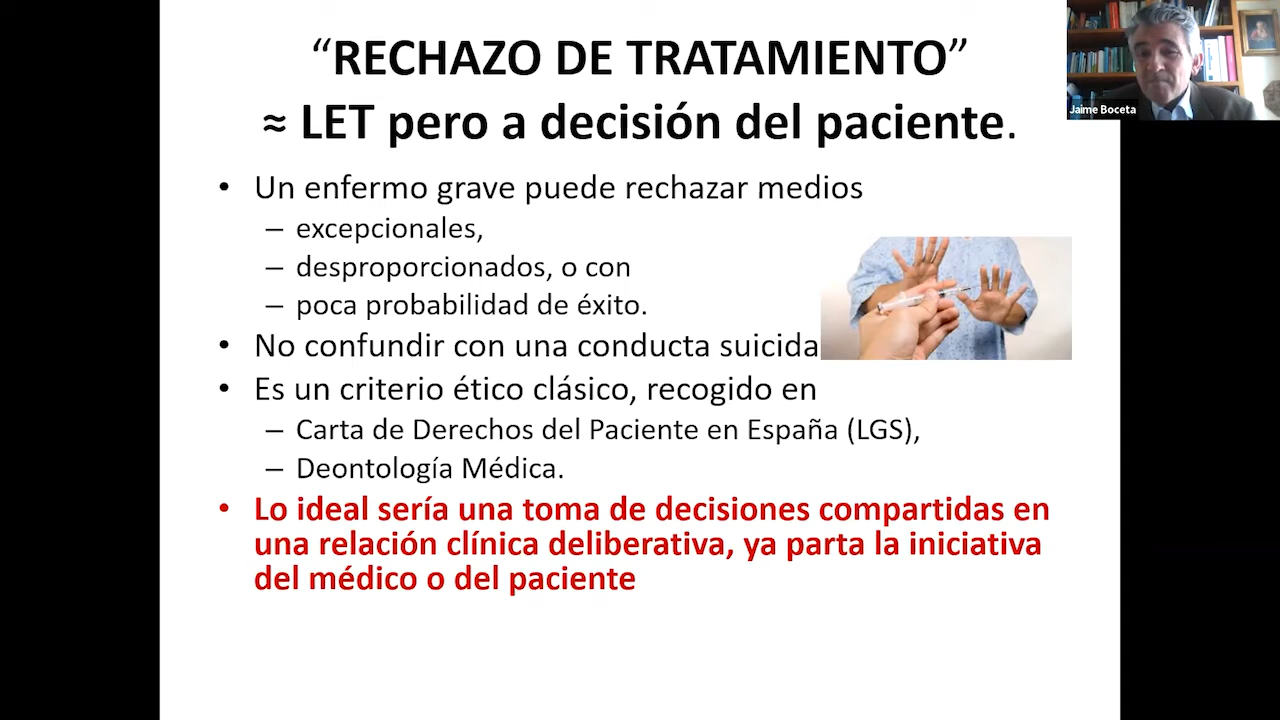 “RECHAZO DE TRATAMIENTO”
≈ LET pero a decisión del paciente.
Jaime Boceta
• Un enfermo grave puede rechazar medios
– excepcionales,
– desproporcionados, o con
– poca probabilidad de éxito.
• No confundir con una conducta suicida
• Es un criterio ético clásico, recogido en
– Carta de Derechos del Paciente en España (LGS),
– Deontología Médica.
• Lo ideal sería una toma de decisiones compartidas en
una relación clínica deliberativa, ya parta la iniciativa
del médico o del paciente